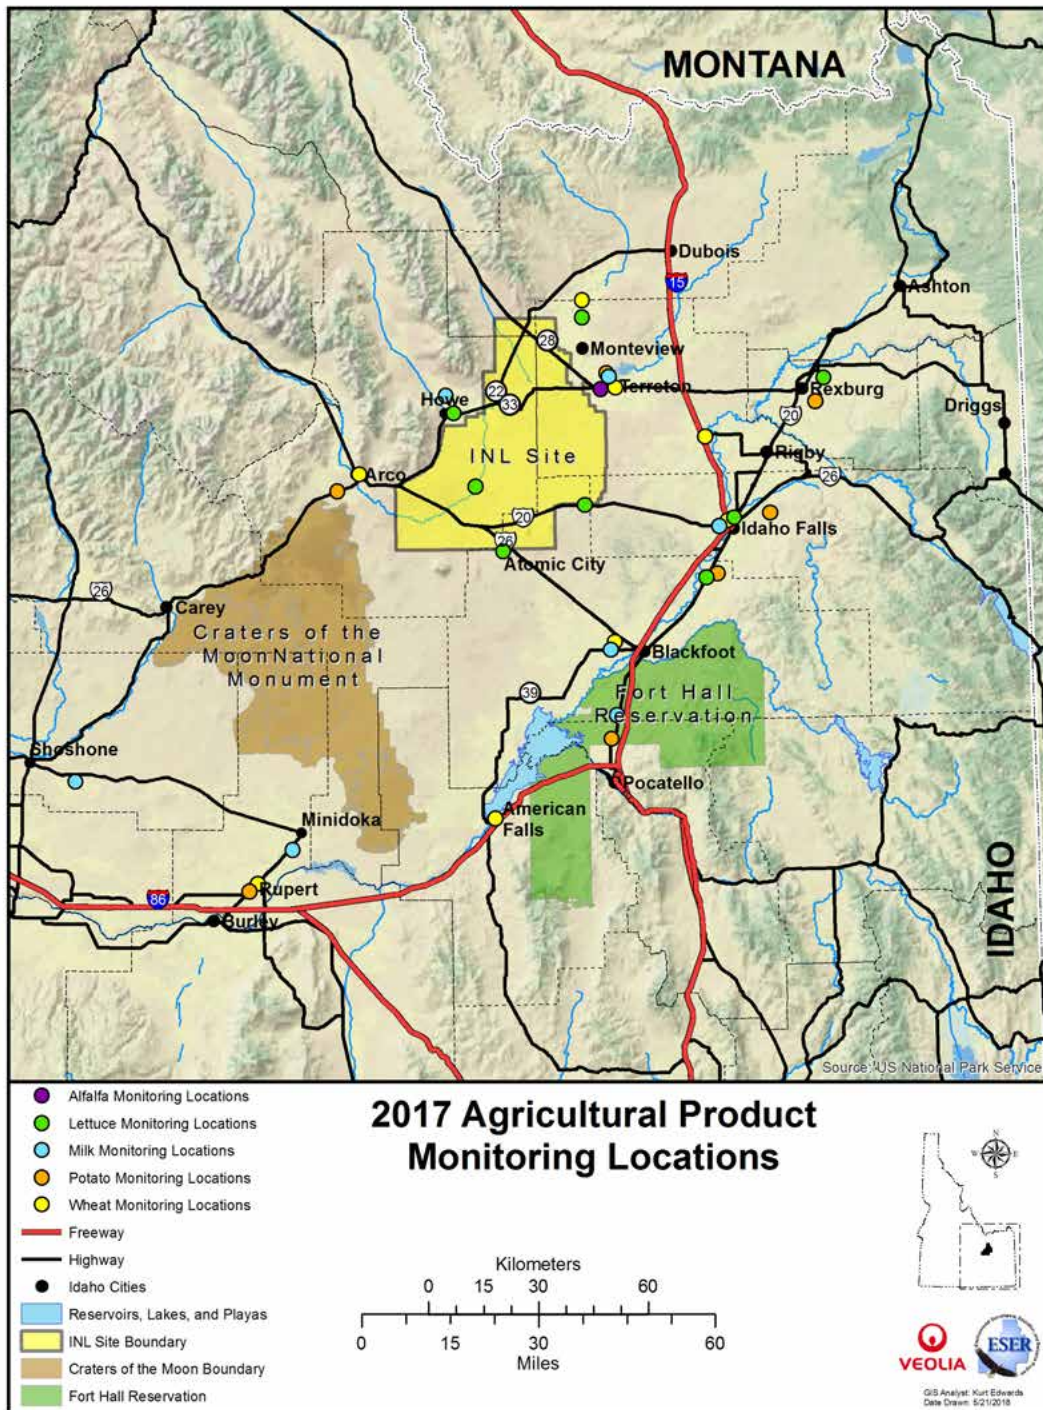 MONTANA
Dubois
15
Ashton
28
Monteview
Terreton
Rexburg
22
33
Howe
20
Driggs
Rigby
26
Arco
INL Site
20
Idaho Falls
26
Atomic City
26
Carey
Craters of the
MoonNational
Monument
Blackfoot
39
Fort Hall
Reservation
Shoshone
Pocatello
American
Falls
Minidoka
Rupert
86
Burley
IDAHO
Source: US National Park Service
Alfalfa Monitoring Locations
Lettuce Monitoring Locations
Milk Monitoring Locations
Potato Monitoring Locations
Wheat Monitoring Locations
Freeway
Highway
Idaho Cities
Reservoirs, Lakes, and Playas
INL Site Boundary
Craters of the Moon Boundary
Fort Hall Reservation
2017 Agricultural Product
Monitoring Locations
Kilometers
0 15 30 60
0 15 30 60
Miles
N
W E
S
VEOLIA
ESER
GIS Analyst: Kurt Edwards
Date Drawn: 5/21/2018